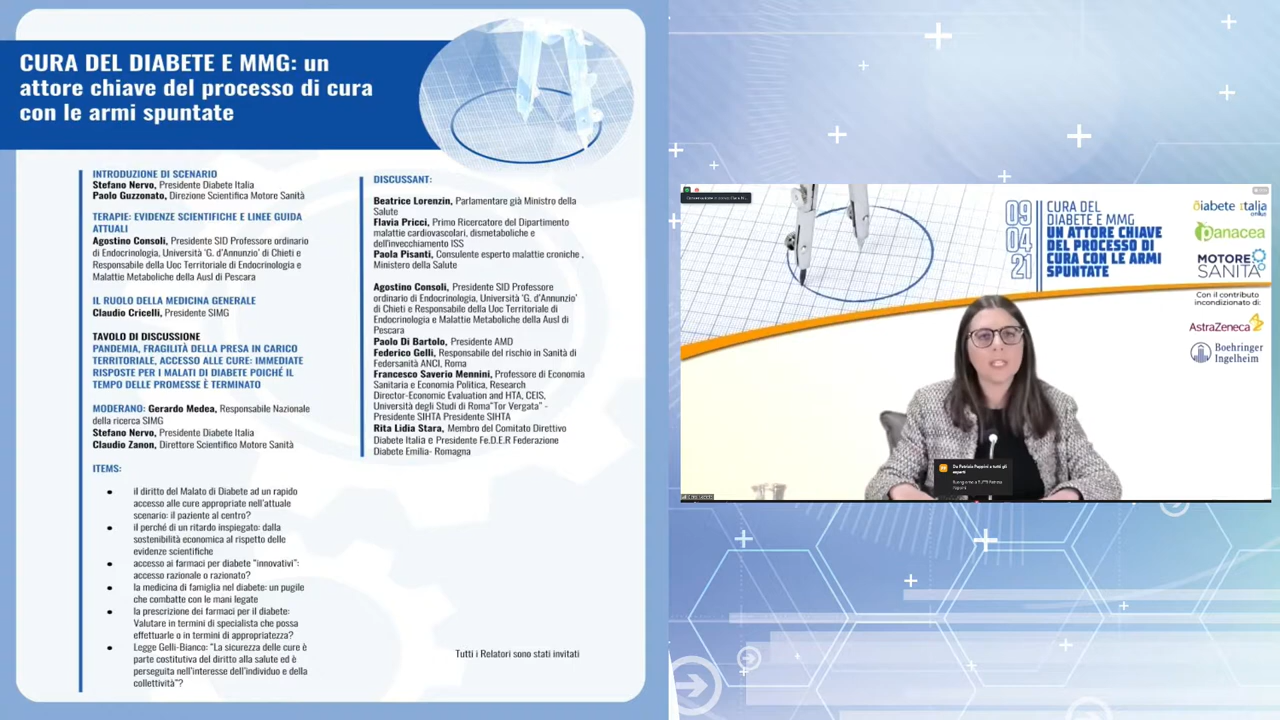 CURA DEL DIABETE E MMG: un
attore chiave del processo di cura
con le armi spuntate
INTRODUZIONE DI SCENARIO
Stefano Nervo, Presidente Diabete Italia
Paolo Guzzonato, Direzione Scientifica Motore Sanità
TERAPIE: EVIDENZE SCIENTIFICHE E LINEE GUIDA
ATTUALI
Agostino Consoli, Presidente SID Professore ordinario
di Endocrinologia, Università 'G. d'Annunzio' di Chieti e
Responsabile della Uoc Territoriale di Endocrinologia e
Malattie Metaboliche della Ausl di Pescara
IL RUOLO DELLA MEDICINA GENERALE
Claudio Cricelli, Presidente SIMG
TAVOLO DI DISCUSSIONE
PANDEMIA, FRAGILITÀ DELLA PRESA IN CARICO
TERRITORIALE, ACCESSO ALLE CURE: IMMEDIATE
RISPOSTE PER I MALATI DI DIABETE POICHÉ IL
TEMPO DELLE PROMESSE È TERMINATO
MODERANO: Gerardo Medea, Responsabile Nazionale
della ricerca SIMG
Stefano Nervo, Presidente Diabete Italia
Claudio Zanon, Direttore Scientifico Motore Sanità
ITEMS:
• il diritto del Malato di Diabete ad un rapido
accesso alle cure appropriate nell'attuale
scenario: il paziente al centro?
• il perché di un ritardo inspiegato: dalla
sostenibilità economica al rispetto delle
evidenze scientifiche
• accesso ai farmaci per diabete "innovativi":
accesso razionale o razionato?
• la medicina di famiglia nel diabete: un pugile
che combatte con le mani legate
• la prescrizione dei farmaci per il diabete:
Valutare in termini di specialista che possa
effettuarle o in termini di appropriatezza?
• Legge Gelli-Bianco: "La sicurezza delle cure è
parte costitutiva del diritto alla salute ed è
perseguita nell'interesse dell'individuo e della
collettività"?
DISCUSSANT:
Beatrice Lorenzin, Parlamentare già Ministro della
Salute
Flavia Pricci, Primo Ricercatore del Dipartimento
malattie cardiovascolari, dismetaboliche e
dell'invecchiamento ISS
Paola Pisanti, Consulente esperto malattie croniche ,
Ministero della Salute
Agostino Consoli, Presidente SID Professore
ordinario di Endocrinologia, Università 'G. d'Annunzio'
di Chieti e Responsabile della Uoc Territoriale di
Endocrinologia e Malattie Metaboliche della Ausl di
Pescara
Paolo Di Bartolo, Presidente AMD
Federico Gelli, Responsabile del rischio in Sanità di
Federsanità ANCI, Roma
Francesco Saverio Mennini, Professore di Economia
Sanitaria e Economia Politica, Research
Director-Economic Evaluation and HTA, CEIS,
Università degli Studi di Roma"Tor Vergata" -
Presidente SIHTA Presidente SIHTA
Rita Lidia Stara, Membro del Comitato Direttivo
Diabete Italia e Presidente Fe.D.E.R Federazione
Diabete Emilia- Romagna
Tutti i Relatori sono stati invitati
09
04
21
CURA DEL
DIABETE E MMG
UN ATTORE CHIAVE
DEL PROCESSO DI
CURA CON LE ARMI
SPUNTATE
diabete italia
onlus
panacea
MOTORE
SANITÀ
Con il contributo
incondizionato di:
AstraZeneca
Boehringer
Ingelheim
Da Patrizio Pappini a tutti gli
esperti